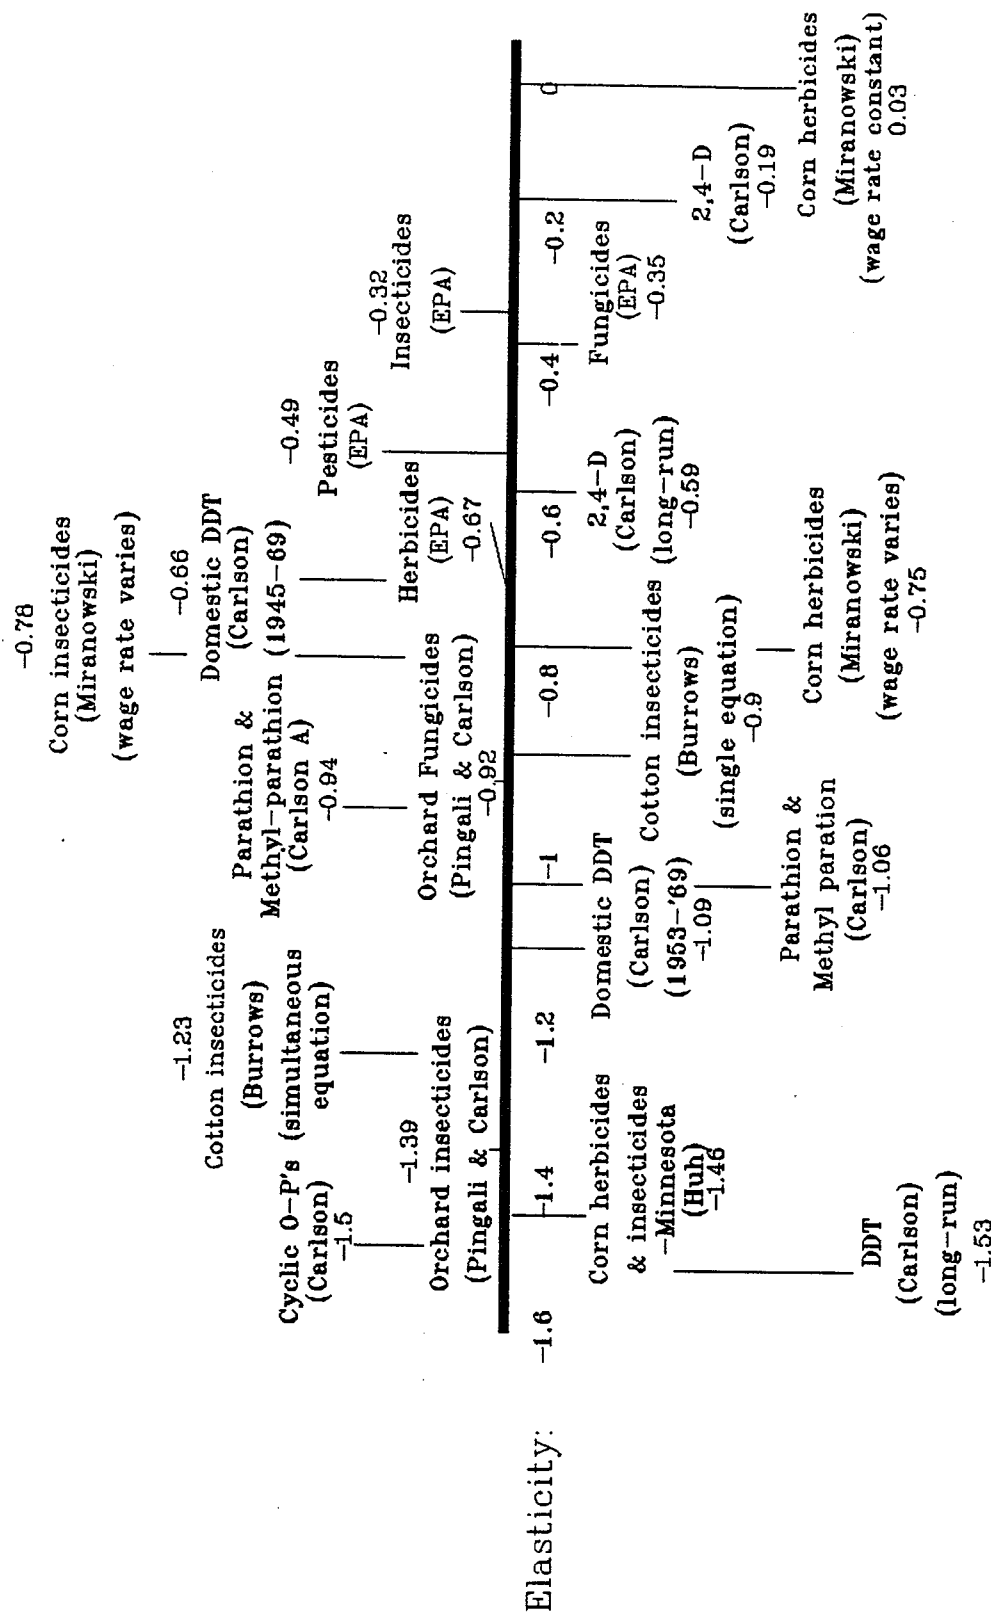 −0.78
Corn insecticides
(Miranowski)
(wage rate varies)
−0.66
Domestic DDT
(Carlson)
(1945−69)
−0.49
Pesticides
(EPA)
−0.32
Insecticides
(EPA)
Herbicides
(EPA)
−0.67
Parathion &
Methyl−parathion
(Carlson A)
−0.94
Orchard Fungicides
(Pingali & Carlson)
−0.92
−1.23
Cotton insecticides
(Burrows)
(simultaneous
equation)
Cyclic O−P's
(Carlson)
−1.5
−1.39
Orchard insecticides
(Pingali & Carlson)
Elasticity:
−1.6
−1.4
−1.2
−1
−0.8
−0.6
−0.4
−0.2
0
Corn herbicides
& insecticides
−Minnesota
(Huh)
−1.46
DDT
(Carlson)
(long−run)
−1.53
Domestic DDT
(Carlson)
(1953−'69)
−1.09
Parathion &
Methyl paration
(Carlson)
−1.06
Cotton insecticides
(Burrows)
(single equation)
−0.9
Corn herbicides
(Miranowski)
(wage rate varies)
−0.75
2,4−D
(Carlson)
(long−run)
−0.59
Fungicides
(EPA)
−0.35
2,4−D
(Carlson)
−0.19
Corn herbicides
(Miranowski)
(wage rate constant)
0.03